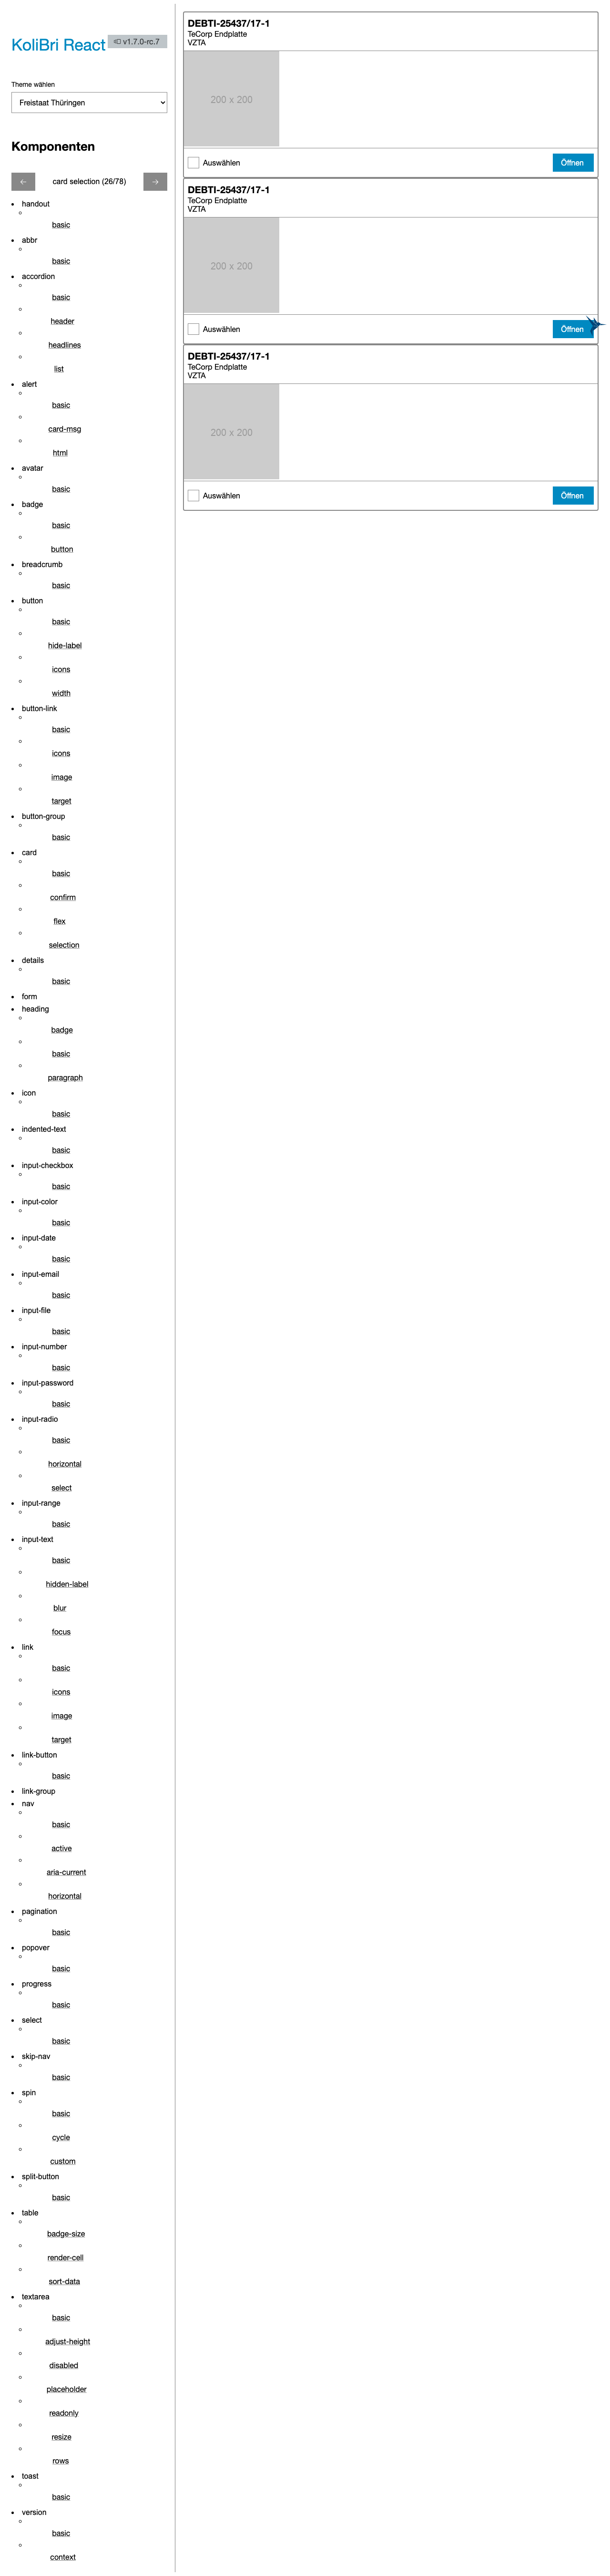 KoliBri React v1.7.0-rc.7
Theme wählen
Freistaat Thüringen
Komponenten
← card selection (26/78) →
handout
basic
abbr
basic
accordion
basic
header
headlines
list
alert
basic
card-msg
html
avatar
basic
badge
basic
button
breadcrumb
basic
button
basic
hide-label
icons
width
button-link
basic
icons
image
target
button-group
basic
card
basic
confirm
flex
selection
details
basic
form
heading
badge
basic
paragraph
icon
basic
indented-text
basic
input-checkbox
basic
input-color
basic
input-date
basic
input-email
basic
input-file
basic
input-number
basic
input-password
basic
input-radio
basic
horizontal
select
input-range
basic
input-text
basic
hidden-label
blur
focus
link
basic
icons
image
target
link-button
basic
link-group
nav
basic
active
aria-current
horizontal
pagination
basic
popover
basic
progress
basic
select
basic
skip-nav
basic
spin
basic
cycle
custom
split-button
basic
table
badge-size
render-cell
sort-data
textarea
basic
adjust-height
disabled
placeholder
readonly
resize
rows
toast
basic
version
basic
context
DEBTI-25437/17-1
TeCorp Endplatte
VZTA
200 x 200
Auswählen Öffnen
DEBTI-25437/17-1
TeCorp Endplatte
VZTA
200 x 200
Auswählen Öffnen
DEBTI-25437/17-1
TeCorp Endplatte
VZTA
200 x 200
Auswählen Öffnen